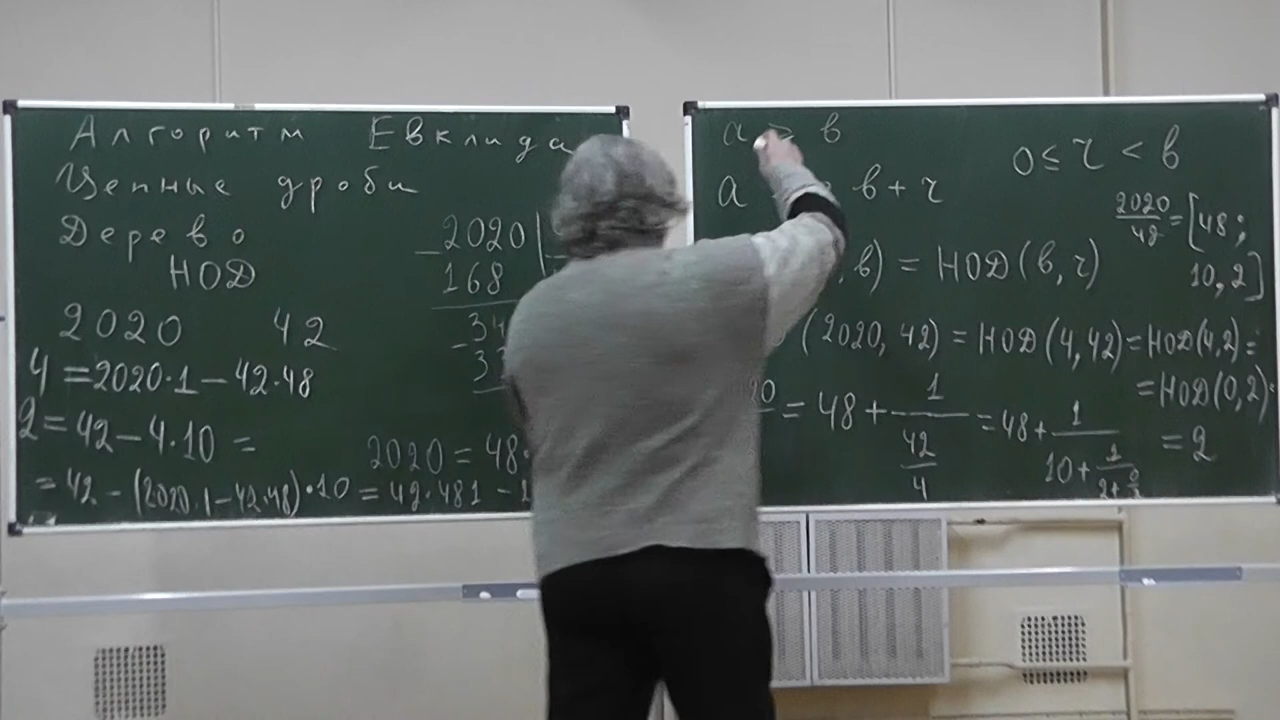 Алгоритм Евклида
Цепные дроби
Дерево
НОД
2020 42
4 = 2020·1 − 42·48
2 = 42 − 4·10 =
= 42 − (2020·1 − 42·48)·10 = 42·481 −
2020
168
2020 = 48·
a ≥ b
0 ≤ r < b
a b + r
2020/42 = [48;
10, 2]
, b) = НОД(b, r)
(2020, 42) = НОД(4, 42) = НОД(4, 2) =
= НОД(0, 2) =
= 2
= 48 + 1/(42/4) = 48 + 1/(10 + 1/(2 + 0/2))